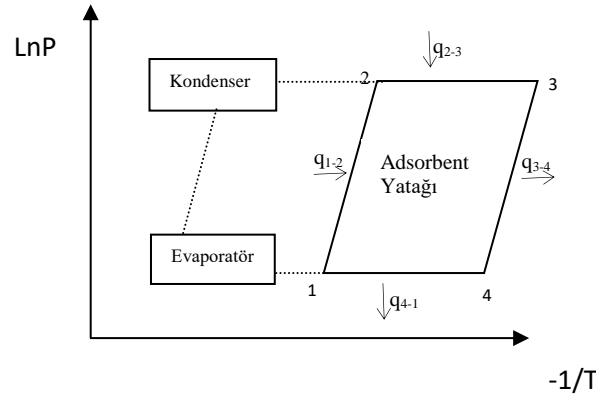 LnP
q2-3
Kondenser
2
3
q1-2
Adsorbent
Yatağı
q3-4
Evaporatör
1
4
q4-1
-1/T